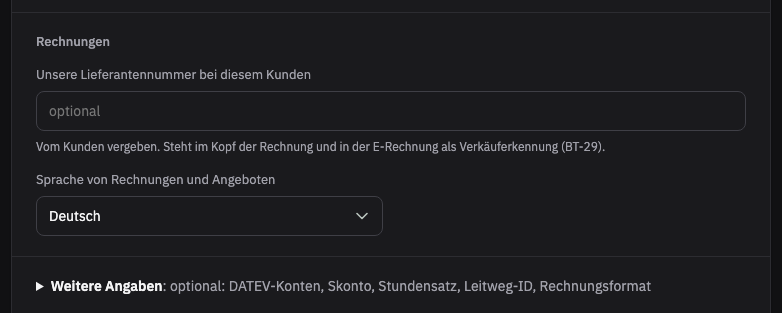 Rechnungen
Unsere Lieferantennummer bei diesem Kunden
optional
Vom Kunden vergeben. Steht im Kopf der Rechnung und in der E-Rechnung als Verkäuferkennung (BT-29).
Sprache von Rechnungen und Angeboten
Deutsch
Weitere Angaben: optional: DATEV-Konten, Skonto, Stundensatz, Leitweg-ID, Rechnungsformat